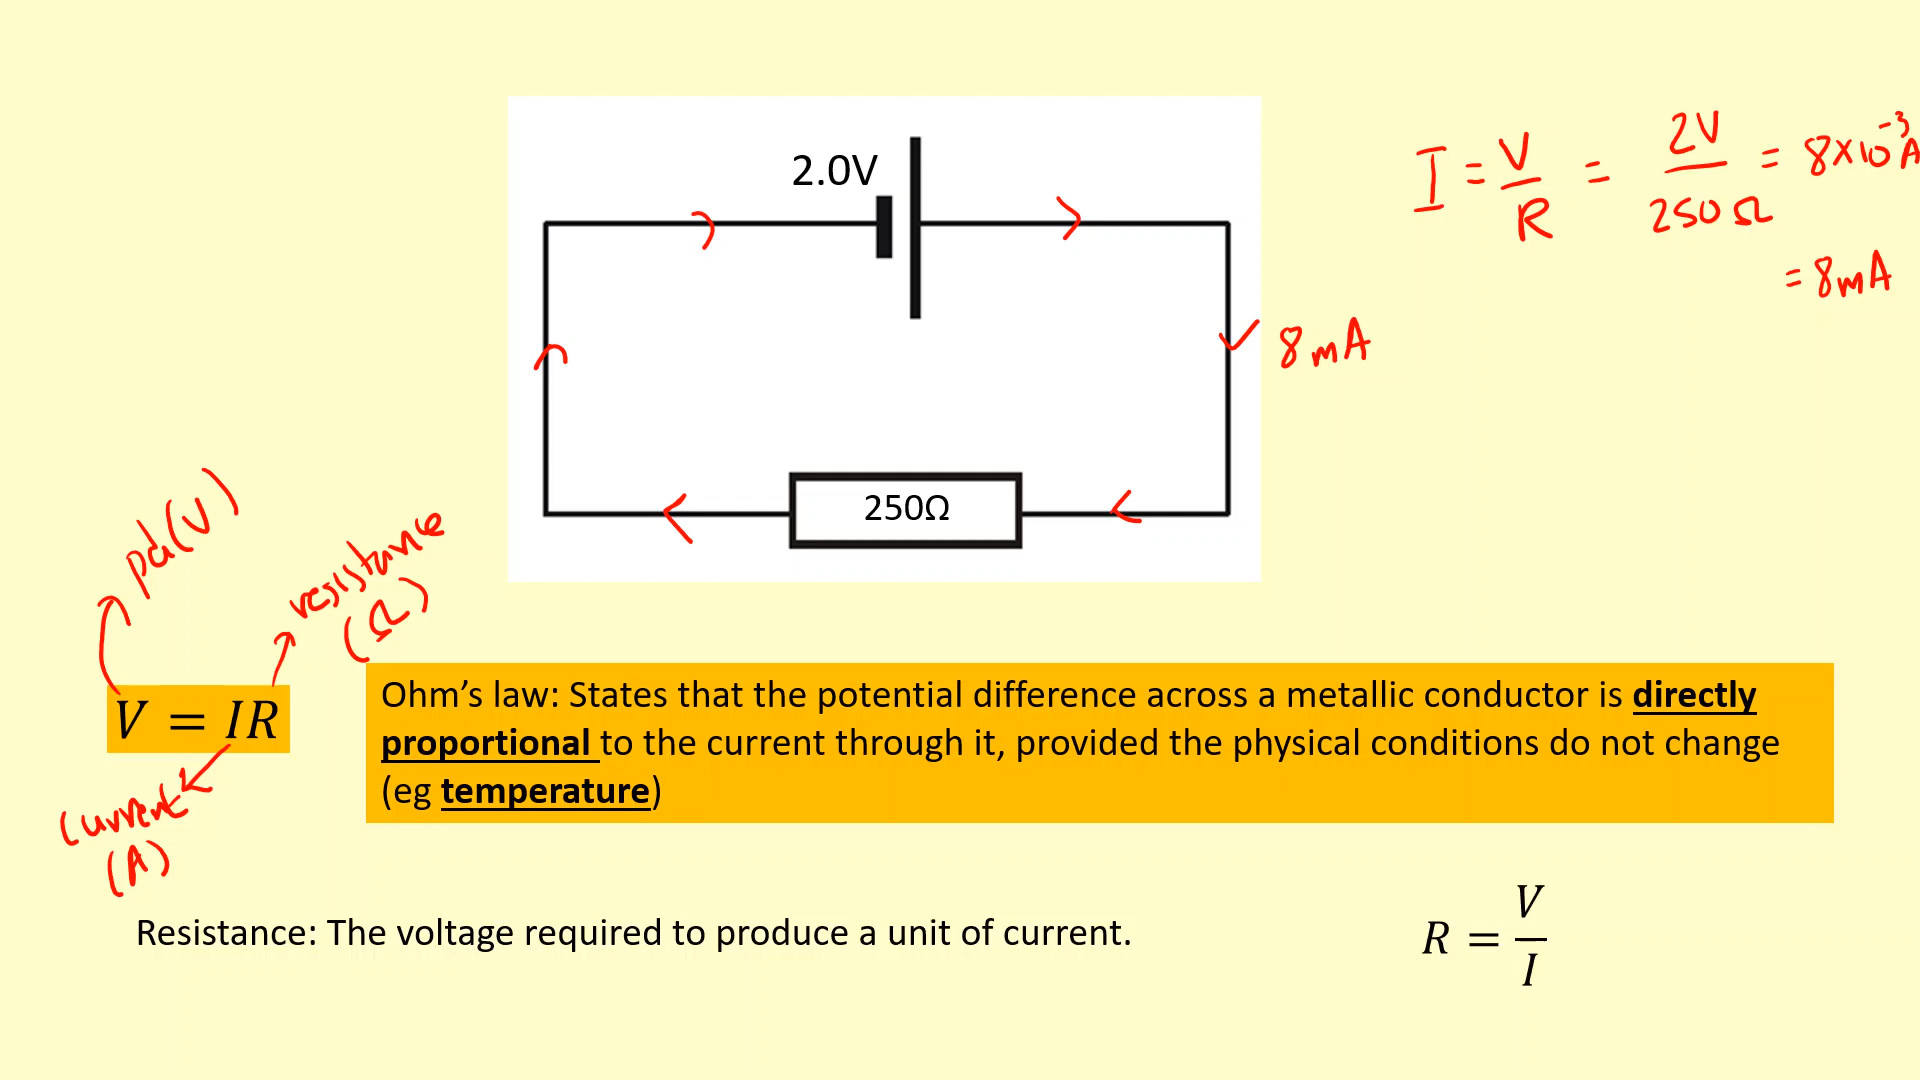 2.0V
I = V/R = 2V/250Ω = 8×10⁻³A
= 8mA
8mA
250Ω
pd(V)
resistance
(Ω)
V = IR
current
(A)
Ohm’s law: States that the potential difference across a metallic conductor is directly
proportional to the current through it, provided the physical conditions do not change
(eg temperature)
Resistance: The voltage required to produce a unit of current.
R = V/I